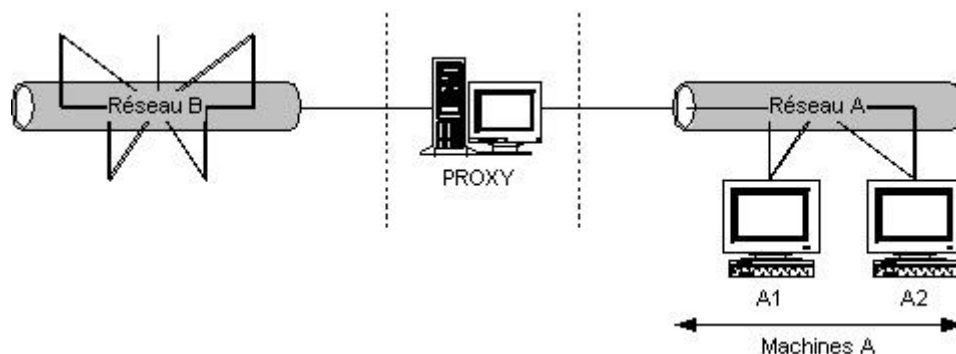 Réseau B
Réseau A
PROXY
A1
A2
Machines A